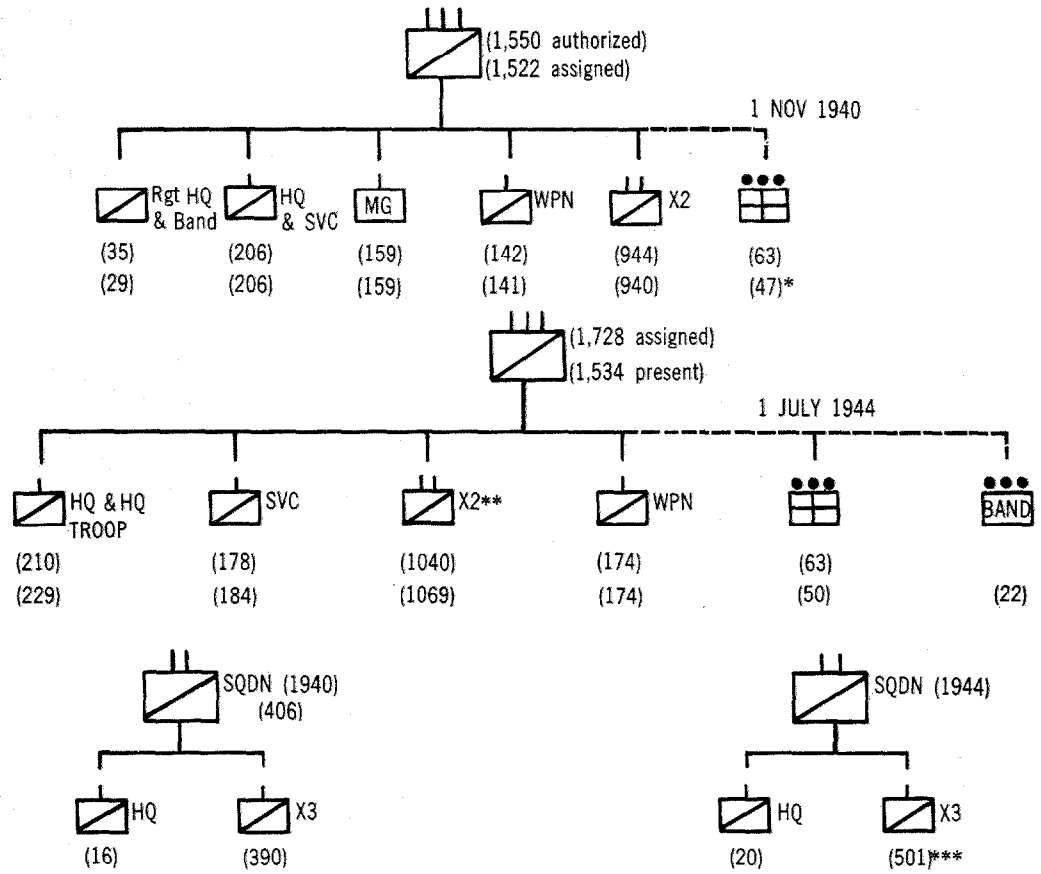 (1,550 authorized)
(1,522 assigned)
1 NOV 1940
Rgt HQ & Band
HQ & SVC
MG
WPN
X2
(35) (206) (159) (142) (944) (63)
(29) (206) (159) (141) (940) (47)*
(1,728 assigned)
(1,534 present)
1 JULY 1944
HQ & HQ TROOP
SVC
X2**
WPN
BAND
(210) (178) (1040) (174) (63)
(229) (184) (1069) (174) (50) (22)
SQDN (1940)
(406)
HQ
X3
(16) (390)
SQDN (1944)
HQ
X3
(20) (501)***